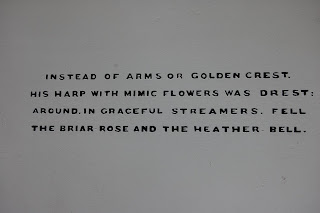 INSTEAD OF ARMS OR GOLDEN CREST,
HIS HARP WITH MIMIC FLOWERS WAS DREST:
AROUND, IN GRACEFUL STREAMERS, FELL
THE BRIAR-ROSE AND THE HEATHER BELL.